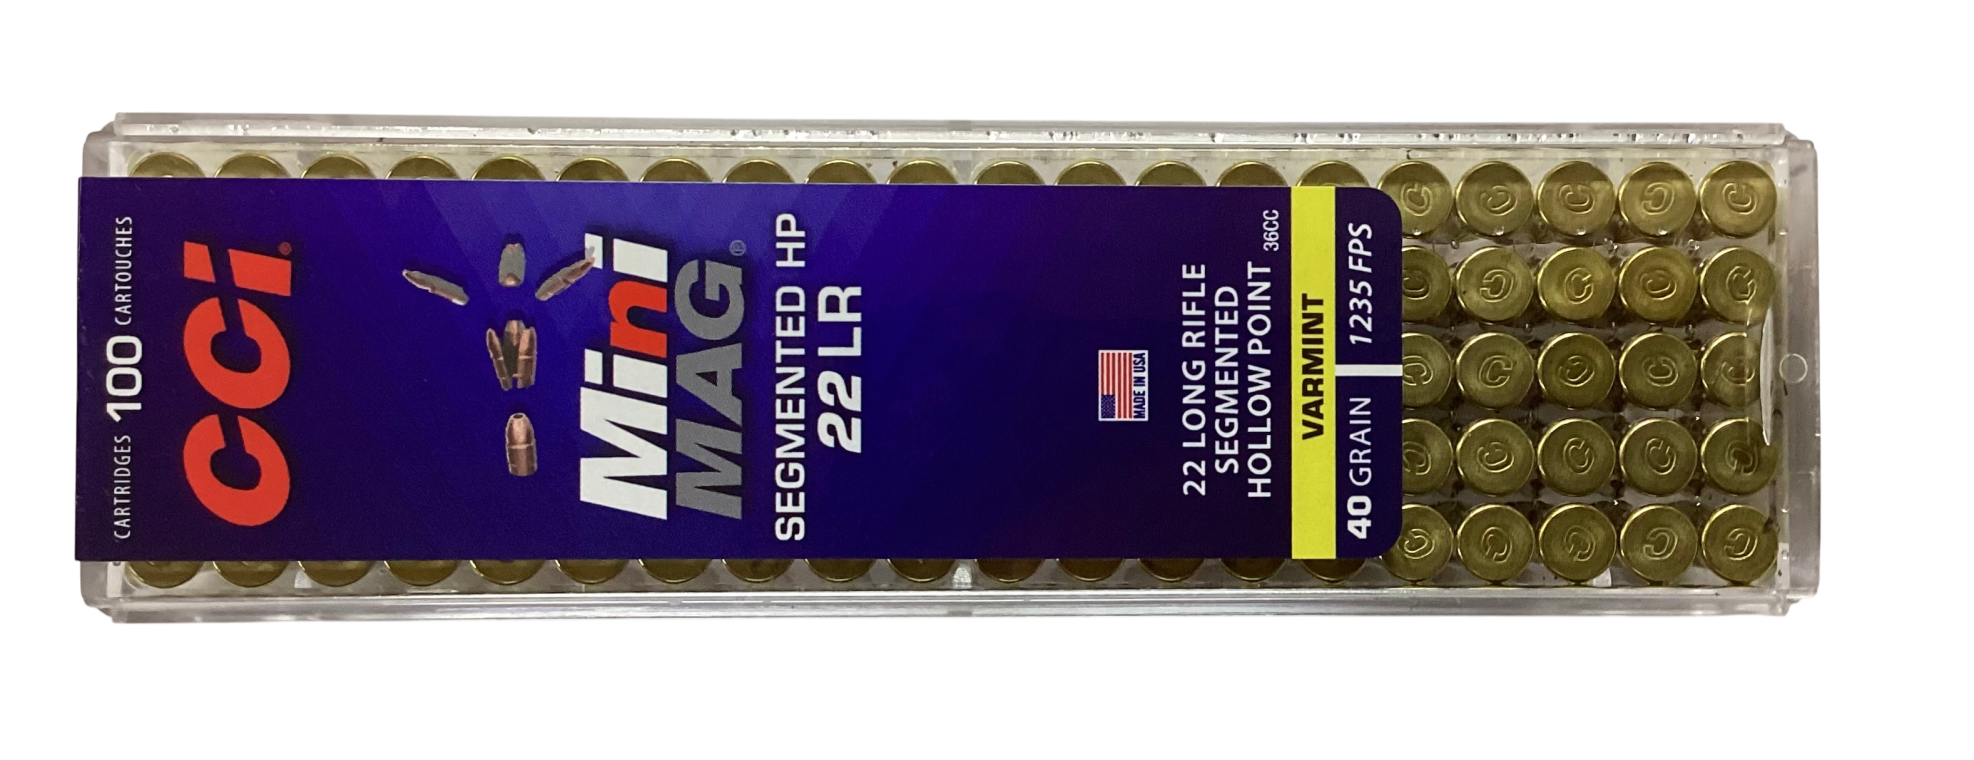 CARTRIDGES 100 CARTOUCHES
CCI®
Mini
MAG®
SEGMENTED HP
22 LR
MADE IN USA
22 LONG RIFLE
SEGMENTED
HOLLOW POINT
36CC
VARMINT
40 GRAIN 1235 FPS
C C C C C
C C C C C
C C C C C
C C C C C
C C C C C